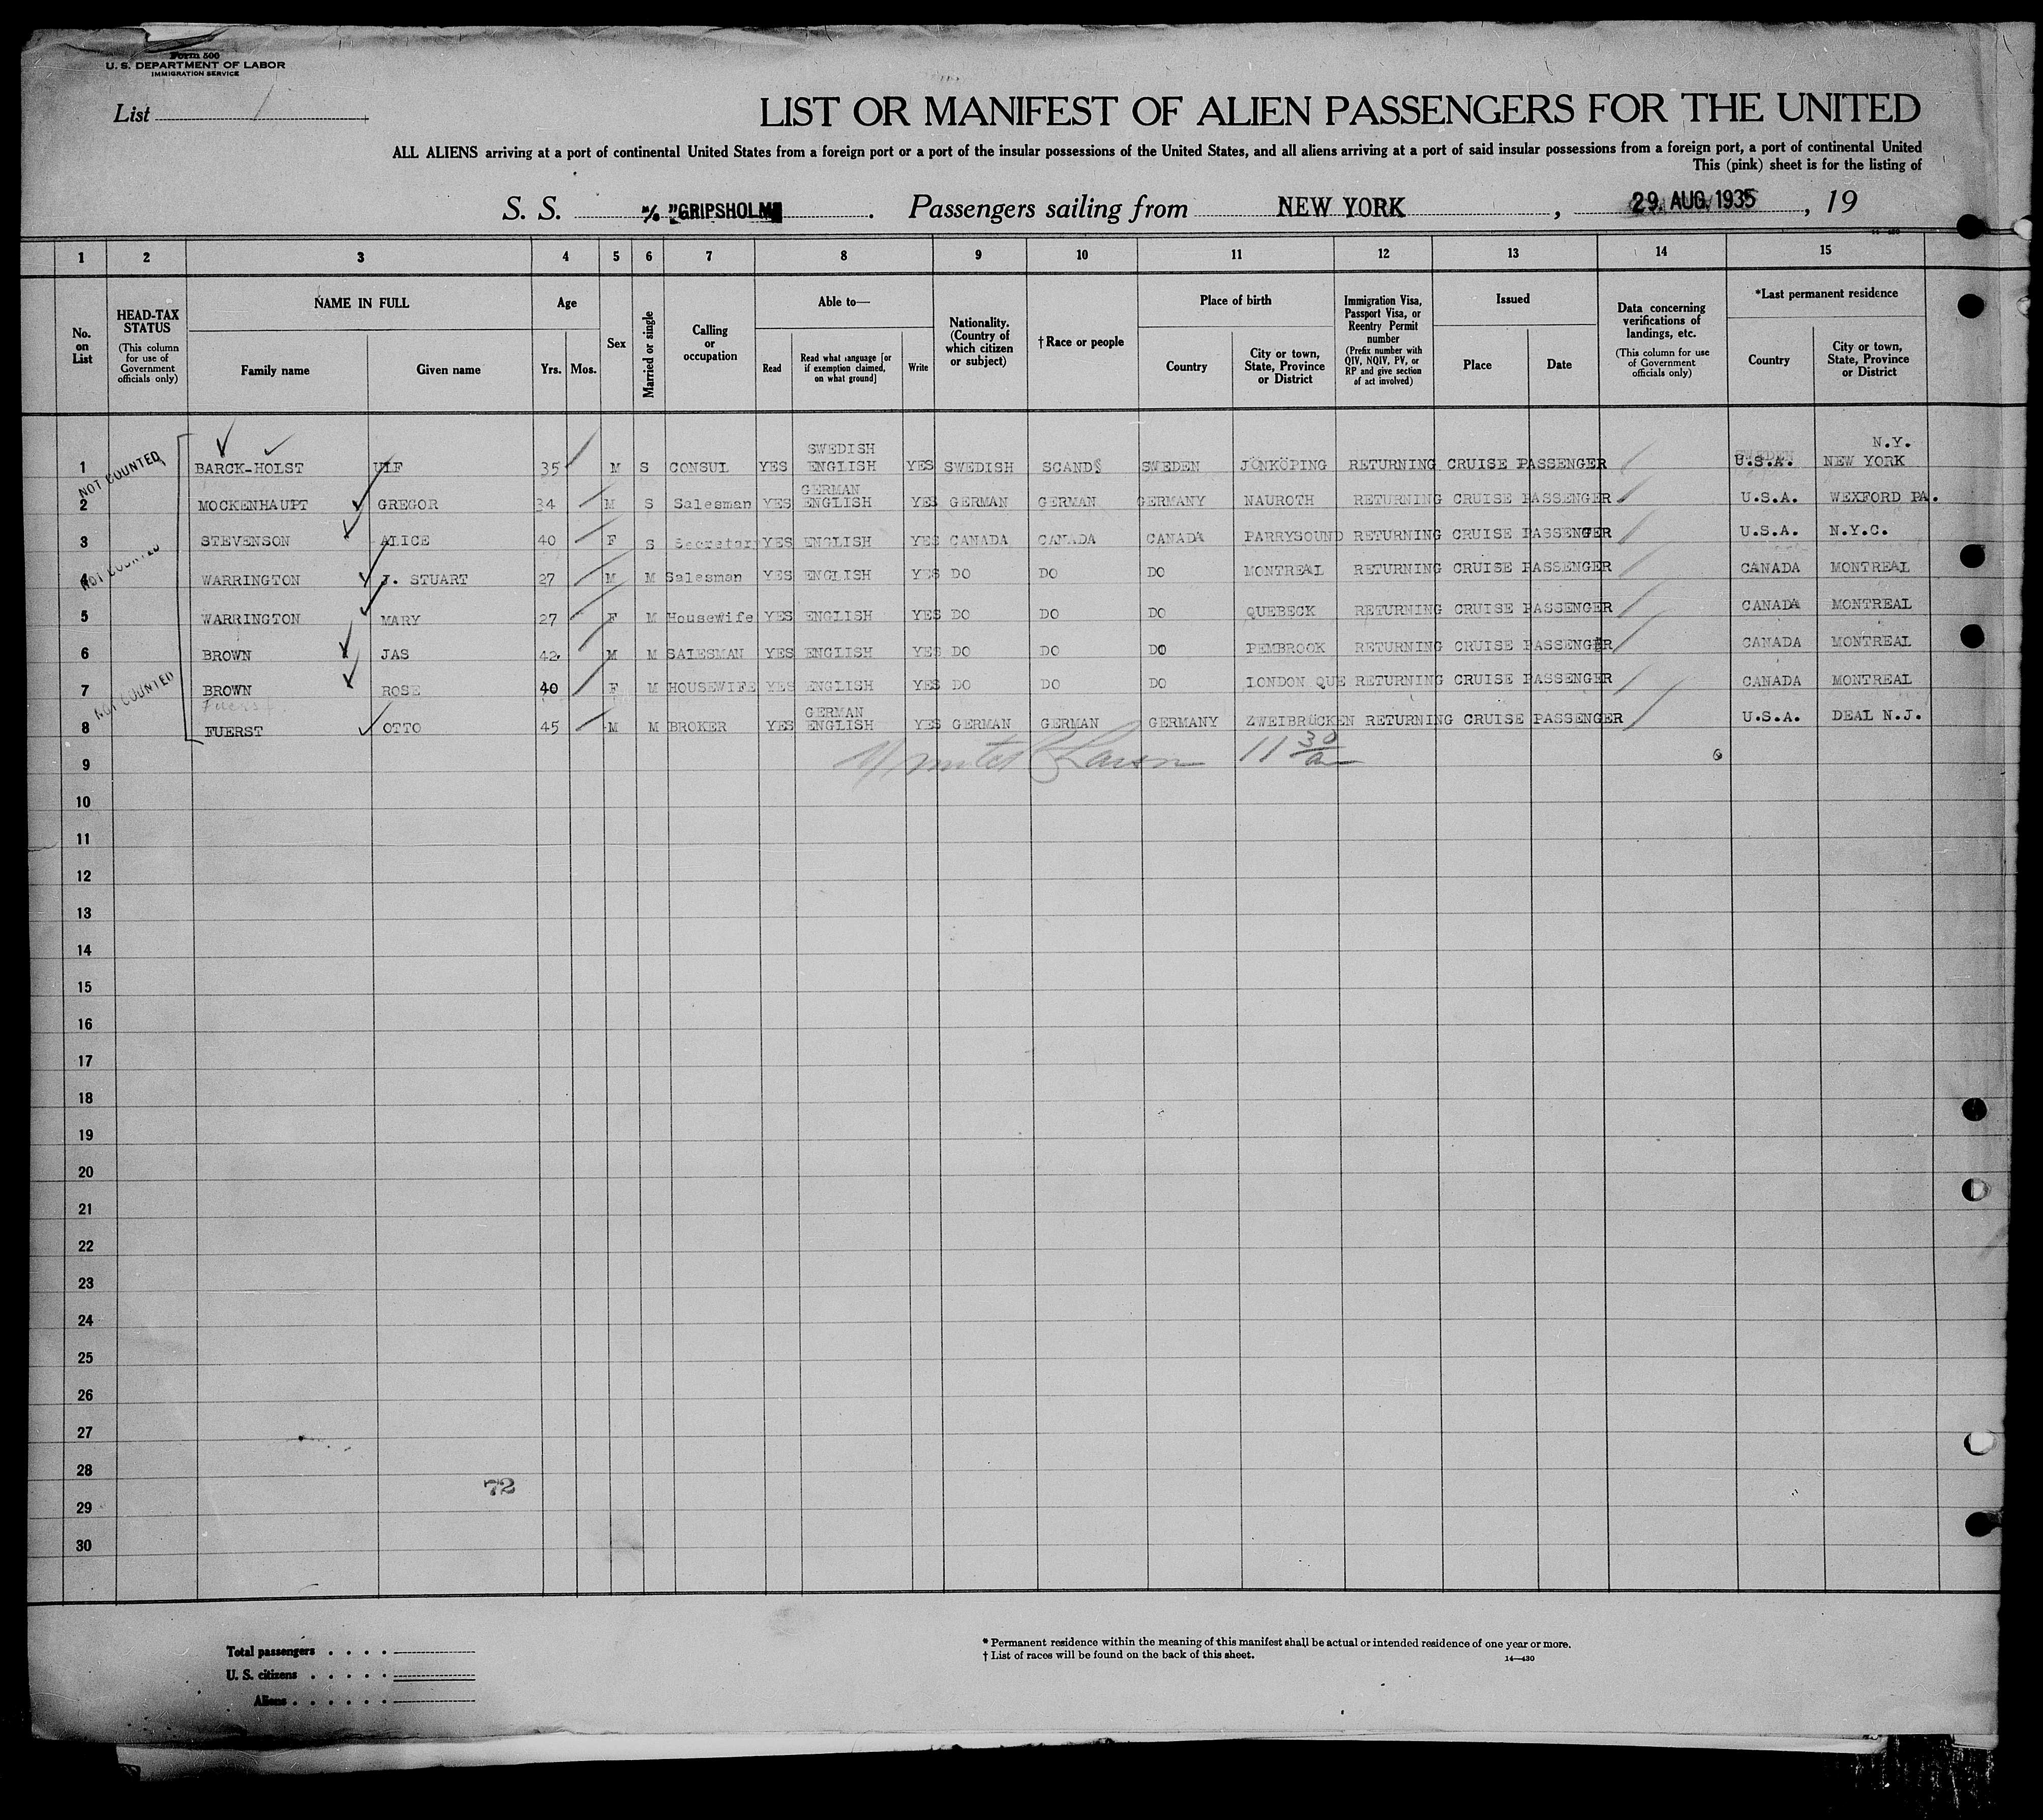 Form 500
U. S. DEPARTMENT OF LABOR
IMMIGRATION SERVICE
List 1
LIST OR MANIFEST OF ALIEN PASSENGERS FOR THE UNITED
ALL ALIENS arriving at a port of continental United States from a foreign port or a port of the insular possessions of the United States, and all aliens arriving at a port of said insular possessions from a foreign port, a port of continental United
This (pink) sheet is for the listing of
S. S. M/S "GRIPSHOLM" . Passengers sailing from NEW YORK , 29. AUG. 1935 , 19
1 2 3 4 5 6 7 8 9 10 11 12 13 14 15
No. on List
HEAD-TAX STATUS (This column for use of Government officials only)
NAME IN FULL Family name Given name
Age Yrs. Mos.
Sex
Married or single
Calling or occupation
Able to— Read Read what language [or if exemption claimed, on what ground] Write
Nationality. (Country of which citizen or subject)
† Race or people
Place of birth Country City or town, State, Province or District
Immigration Visa, Passport Visa, or Reentry Permit number (Prefix number with QIV, NQIV, PV, or RP and give section of act involved)
Issued Place Date
Data concerning verifications of landings, etc. (This column for use of Government officials only)
*Last permanent residence Country City or town, State, Province or District
NOT COUNTED
NOT COUNTED
NOT COUNTED
SWEDISH N.Y.
1 BARCK-HOLST ULF 35 M S CONSUL YES ENGLISH YES SWEDISH SCAND SWEDEN JÖNKÖPING RETURNING CRUISE PASSENGER U.S.A. NEW YORK
GERMAN
2 MOCKENHAUPT GREGOR 34 M S Salesman YES ENGLISH YES GERMAN GERMAN GERMANY NAUROTH RETURNING CRUISE PASSENGER U.S.A. WEXFORD PA.
3 STEVENSON ALICE 40 F S Secretar YES ENGLISH YES CANADA CANADA CANADA PARRYSOUND RETURNING CRUISE PASSENGER U.S.A. N.Y.C.
4 WARRINGTON J. STUART 27 M M Salesman YES ENGLISH YES DO DO DO MONTREAL RETURNING CRUISE PASSENGER CANADA MONTREAL
5 WARRINGTON MARY 27 F M Housewife YES ENGLISH YES DO DO DO QUEBECK RETURNING CRUISE PASSENGER CANADA MONTREAL
6 BROWN JAS 42 M M SALESMAN YES ENGLISH YES DO DO DO PEMBROOK RETURNING CRUISE PASSENGER CANADA MONTREAL
7 BROWN ROSE 40 F M HOUSEWIFE YES ENGLISH YES DO DO DO LONDON QUE RETURNING CRUISE PASSENGER CANADA MONTREAL
Fuerst GERMAN
8 FUERST OTTO 45 M M BROKER YES ENGLISH YES GERMAN GERMAN GERMANY ZWEIBRÜCKEN RETURNING CRUISE PASSENGER U.S.A. DEAL N.J.
9 11 30
10
11
12
13
14
15
16
17
18
19
20
21
22
23
24
25
26
27
28
72
29
30
Total passengers . . . .
U. S. citizens . . . . .
Aliens . . . . . .
* Permanent residence within the meaning of this manifest shall be actual or intended residence of one year or more.
† List of races will be found on the back of this sheet.
14—430